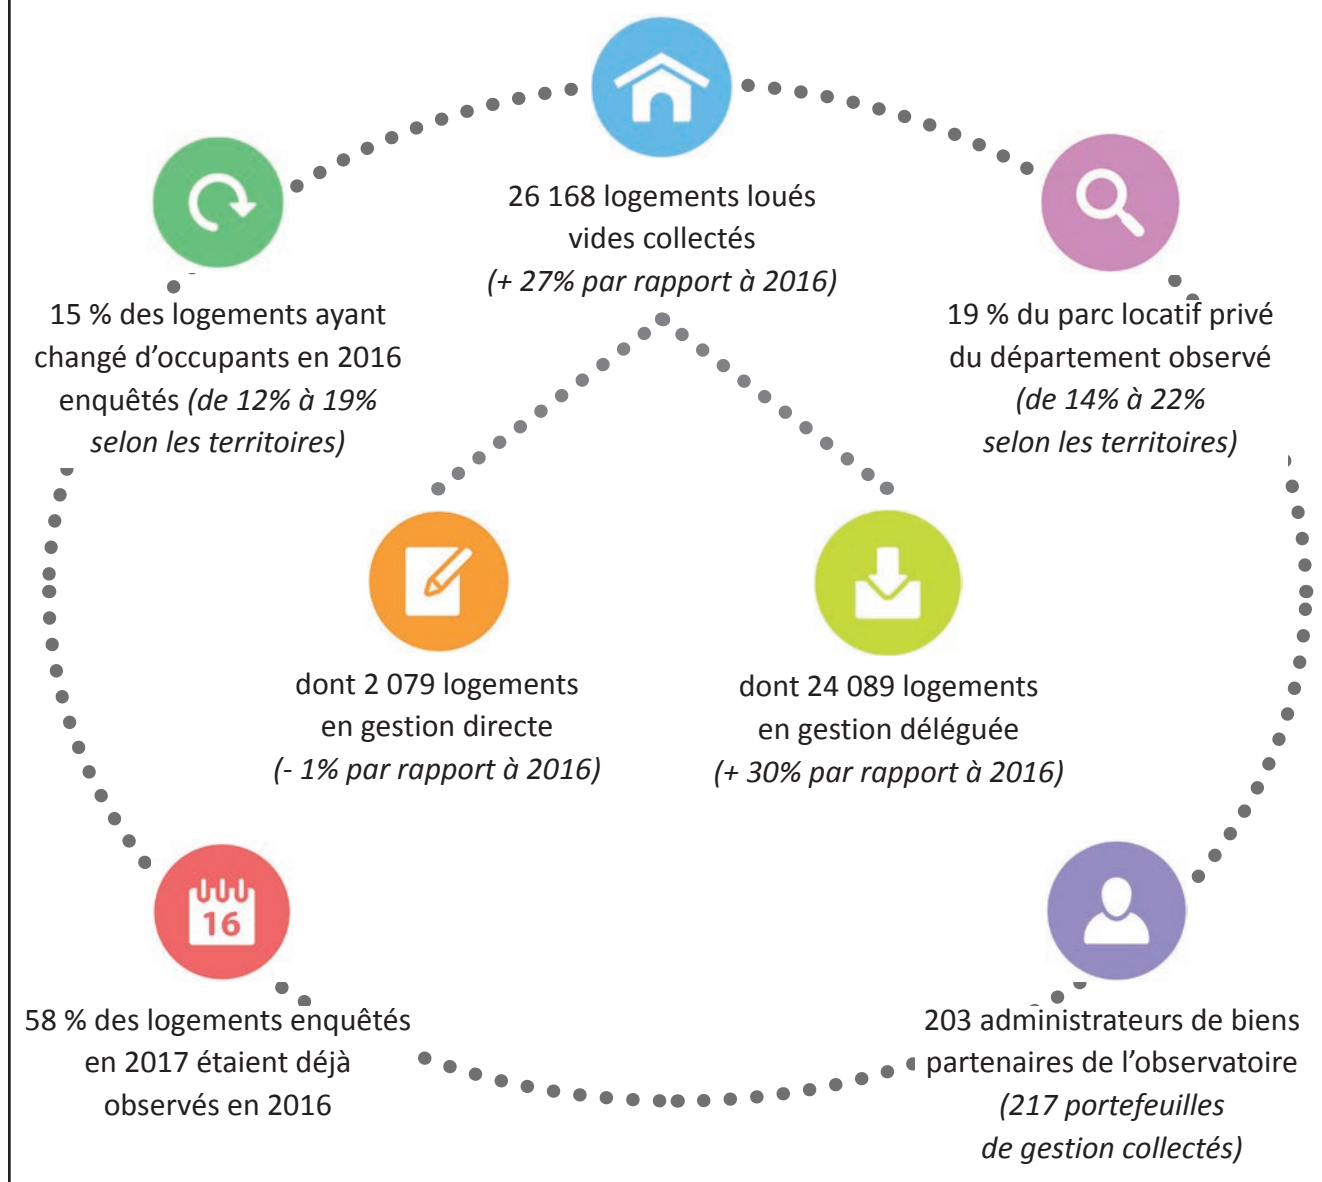 26 168 logements loués
vides collectés
(+ 27% par rapport à 2016)
15 % des logements ayant
changé d’occupants en 2016
enquêtés (de 12% à 19%
selon les territoires)
19 % du parc locatif privé
du département observé
(de 14% à 22%
selon les territoires)
dont 2 079 logements
en gestion directe
(- 1% par rapport à 2016)
dont 24 089 logements
en gestion déléguée
(+ 30% par rapport à 2016)
16
58 % des logements enquêtés
en 2017 étaient déjà
observés en 2016
203 administrateurs de biens
partenaires de l’observatoire
(217 portefeuilles
de gestion collectés)